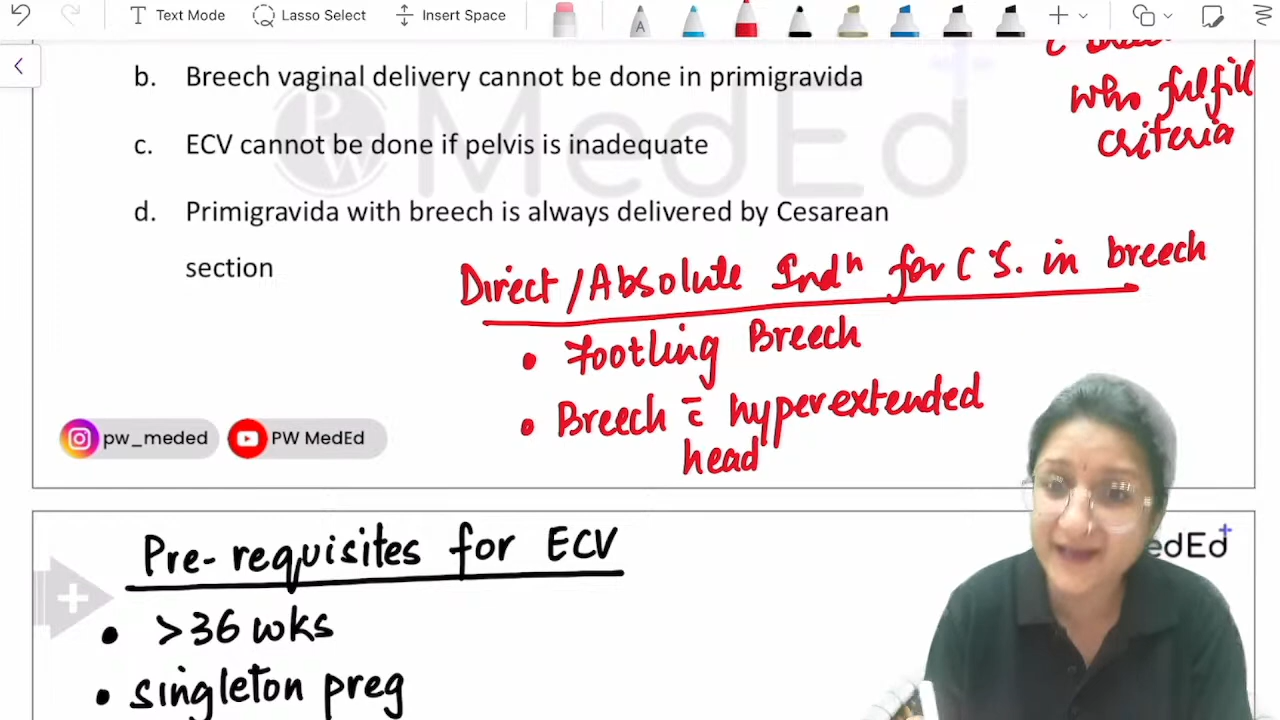 Text Mode Lasso Select Insert Space
who fulfill
criteria
b. Breech vaginal delivery cannot be done in primigravida
c. ECV cannot be done if pelvis is inadequate
d. Primigravida with breech is always delivered by Cesarean
section
MedEd
Direct/Absolute Indⁿ for C S. in breech
• Footling Breech
• Breech c̄ hyperextended
head
pw_meded PW MedEd
Pre-requisites for ECV
edEd
• >36 wks
• singleton preg